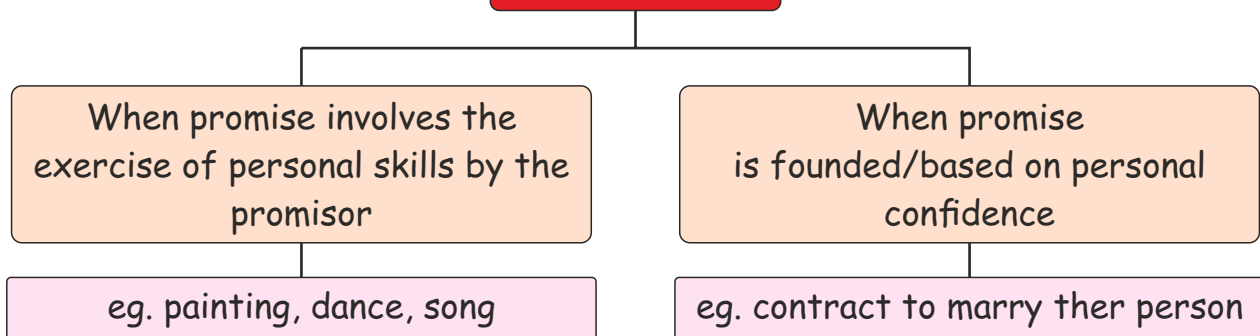 When promise involves the
exercise of personal skills by the
promisor
When promise
is founded/based on personal
confidence
eg. painting, dance, song
eg. contract to marry ther person